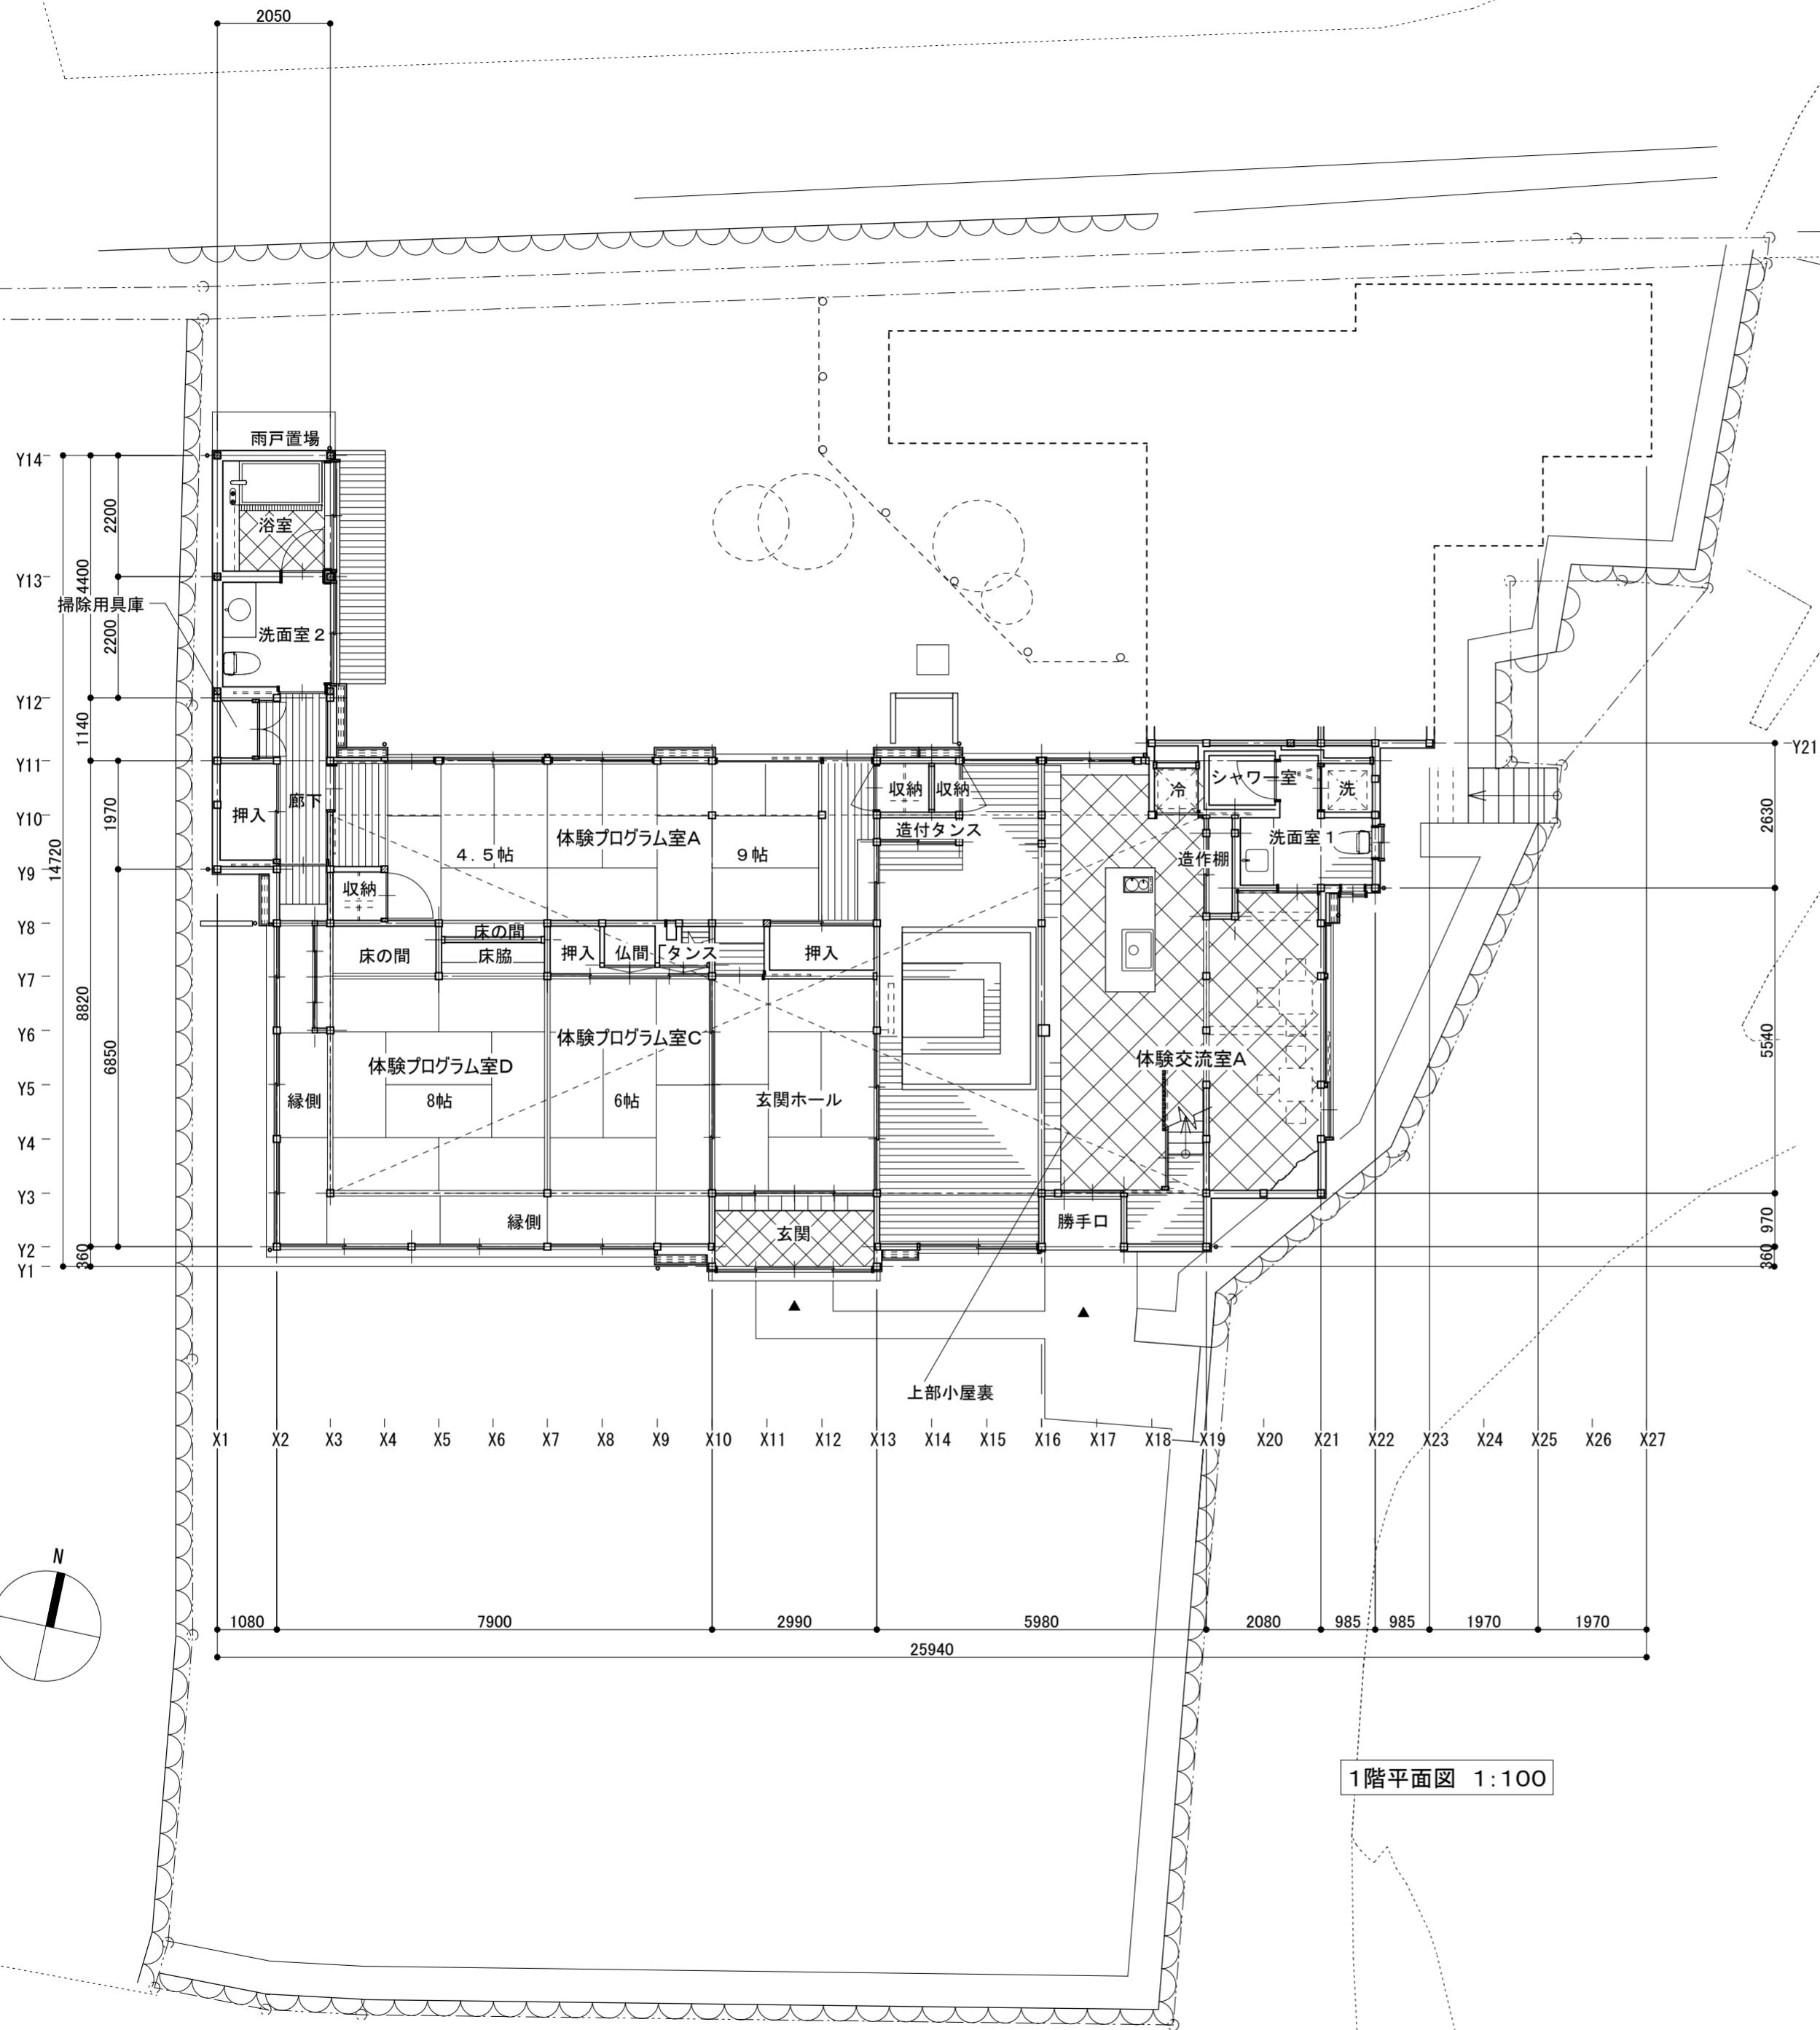 2050
雨戸置場
Y14
2200
浴室
Y13
4400
掃除用具庫
2200
洗面室2
Y12
1140
Y11
Y21
シャワー室
収納
収納
冷
洗
廊下
押入
1970
Y10
造付タンス
体験プログラム室A
洗面室1
2630
4.5帖
9帖
造作棚
14720
Y9
収納
Y8
床の間
床の間
床脇
押入
仏間
タンス
押入
Y7
8820
6850
Y6
体験プログラム室C
体験プログラム室D
体験交流室A
5540
Y5
縁側
8帖
6帖
玄関ホール
Y4
Y3
縁側
玄関
勝手口
970
Y2
360
360
Y1
上部小屋裏
X1
X2
X3
X4
X5
X6
X7
X8
X9
X10
X11
X12
X13
X14
X15
X16
X17
X18
X19
X20
X21
X22
X23
X24
X25
X26
X27
N
1080
7900
2990
5980
2080
985
985
1970
1970
25940
1階平面図 1:100